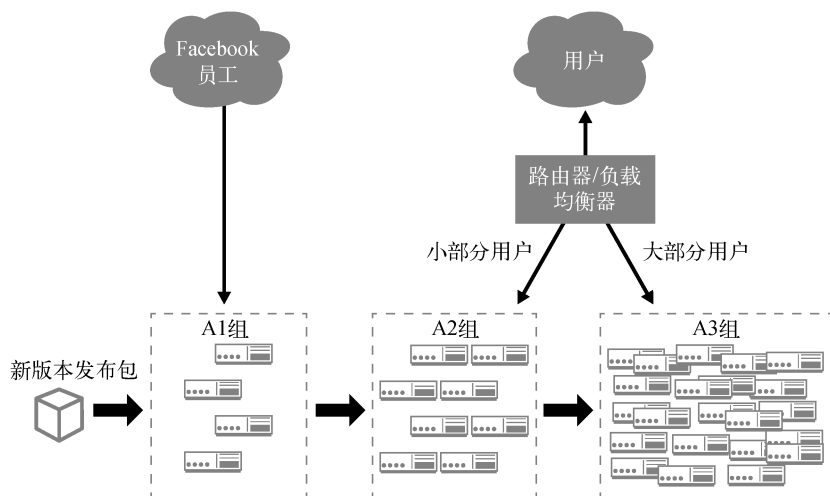 Facebook
员工
用户
路由器/负载
均衡器
小部分用户
大部分用户
A1组
A2组
A3组
新版本发布包